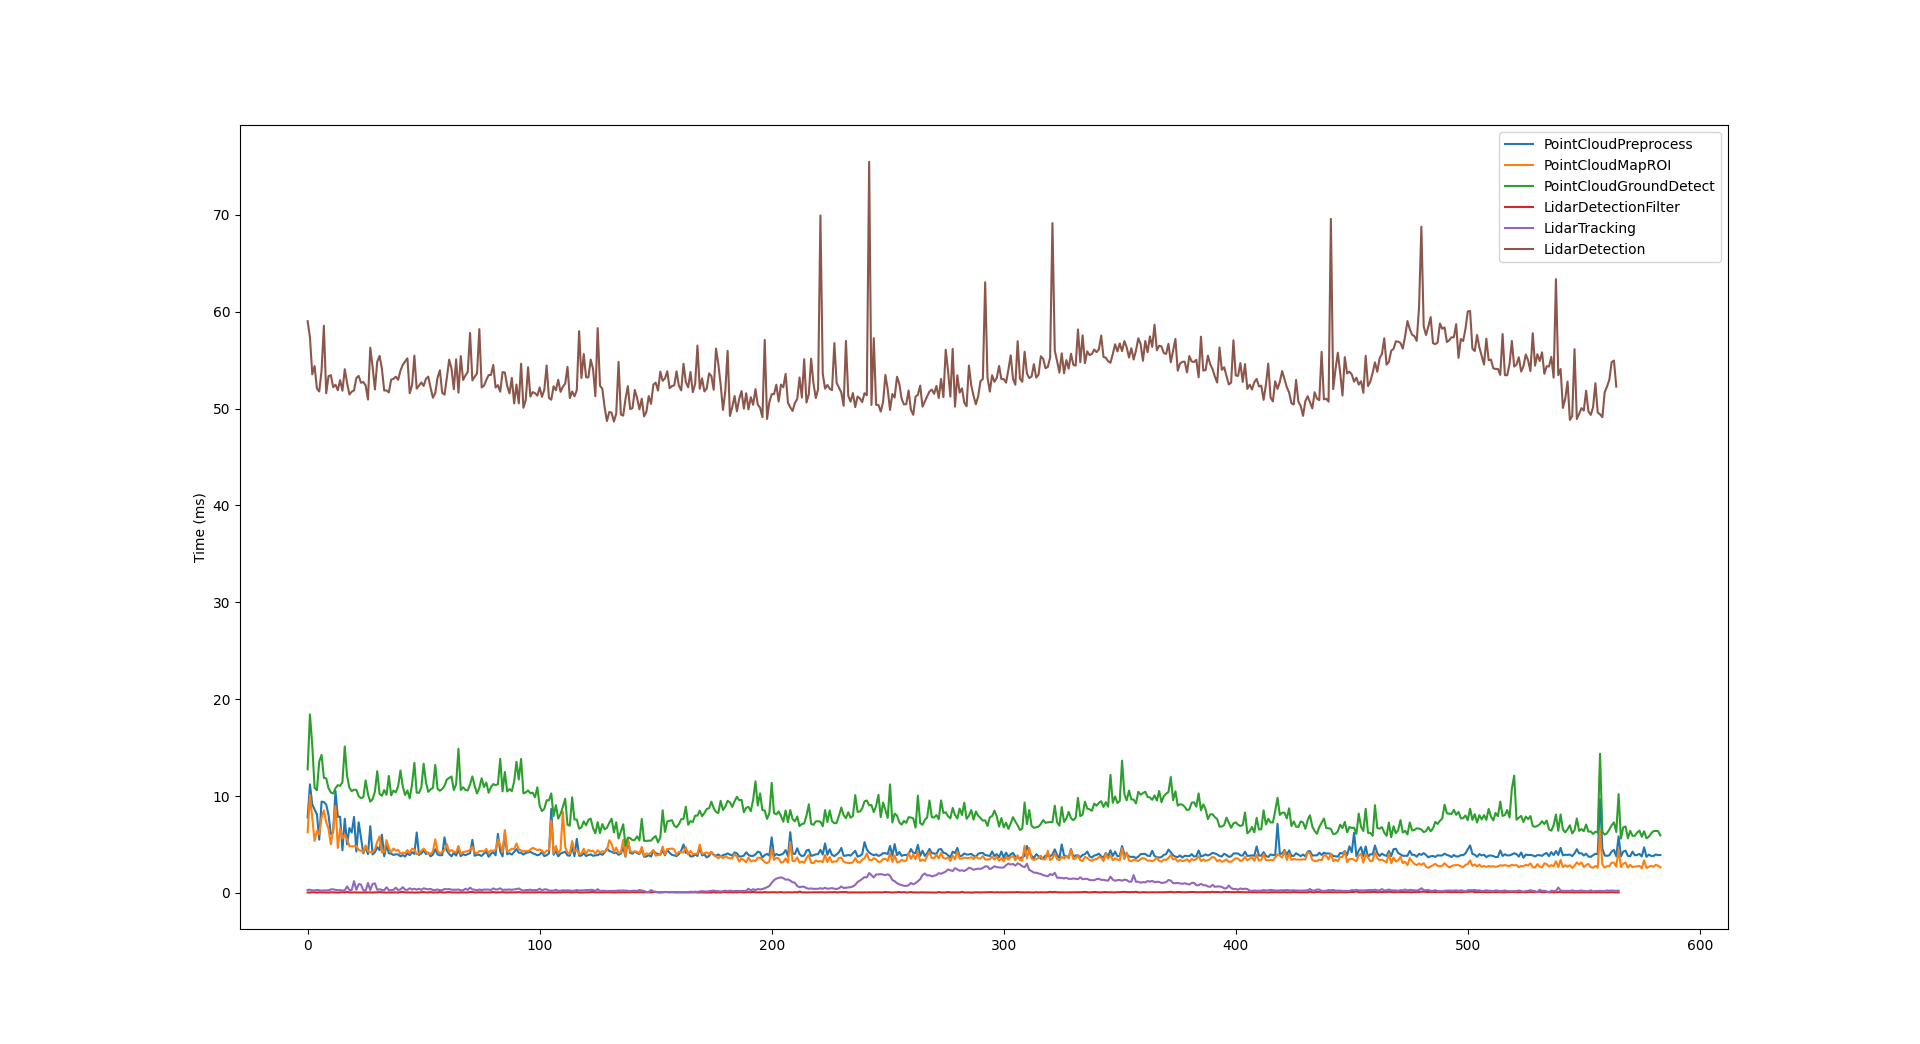 PointCloudPreprocess
PointCloudMapROI
PointCloudGroundDetect
LidarDetectionFilter
LidarTracking
LidarDetection
Time (ms)
70
60
50
40
30
20
10
0
0 100 200 300 400 500 600